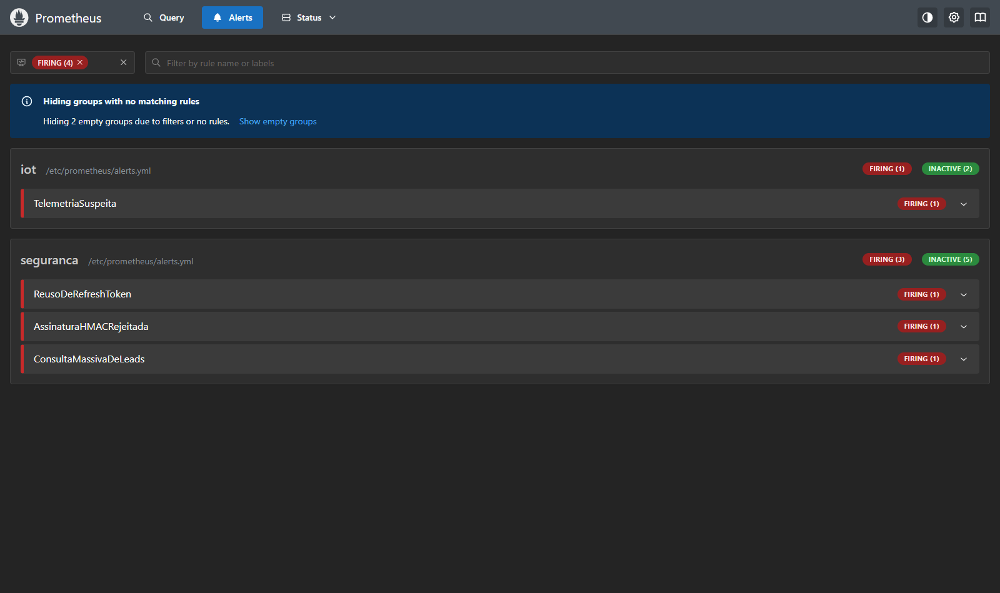 Prometheus Query Alerts Status
FIRING (4) Filter by rule name or labels
Hiding groups with no matching rules
Hiding 2 empty groups due to filters or no rules. Show empty groups
iot /etc/prometheus/alerts.yml FIRING (1) INACTIVE (2)
TelemetriaSuspeita FIRING (1)
seguranca /etc/prometheus/alerts.yml FIRING (3) INACTIVE (5)
ReusoDeRefreshToken FIRING (1)
AssinaturaHMACRejeitada FIRING (1)
ConsultaMassivaDeLeads FIRING (1)